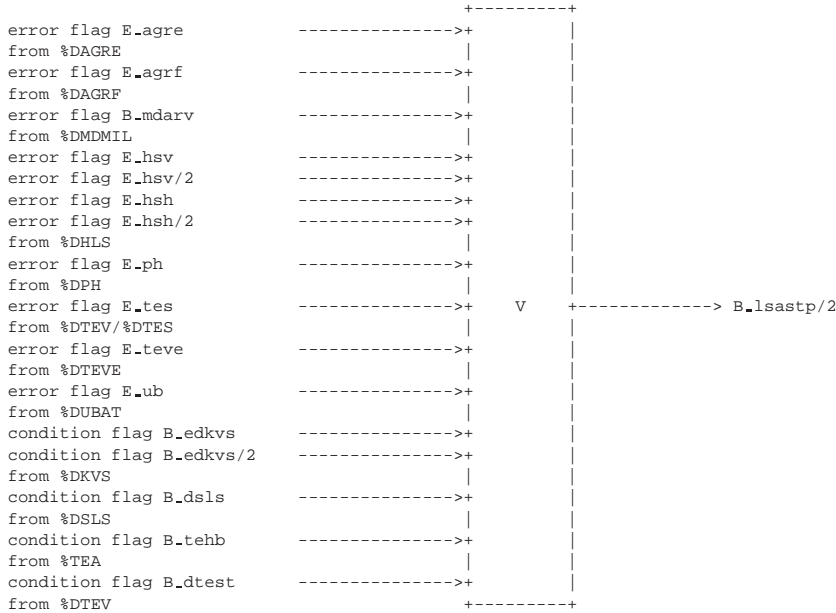 error flag E_agre
from %DAGRE
error flag E_agrf
from %DAGRF
error flag B_mdarv
from %DMDMIL
error flag E_hsv
error flag E_hsv/2
error flag E_hsh
error flag E_hsh/2
from %DHLS
error flag E_ph
from %DPH
error flag E_tes V B_lsastp/2
from %DTEV/%DTES
error flag E_teve
from %DTEVE
error flag E_ub
from %DUBAT
condition flag B_edkvs
condition flag B_edkvs/2
from %DKVS
condition flag B_dsls
from %DSLS
condition flag B_tehb
from %TEA
condition flag B_dtest
from %DTEV